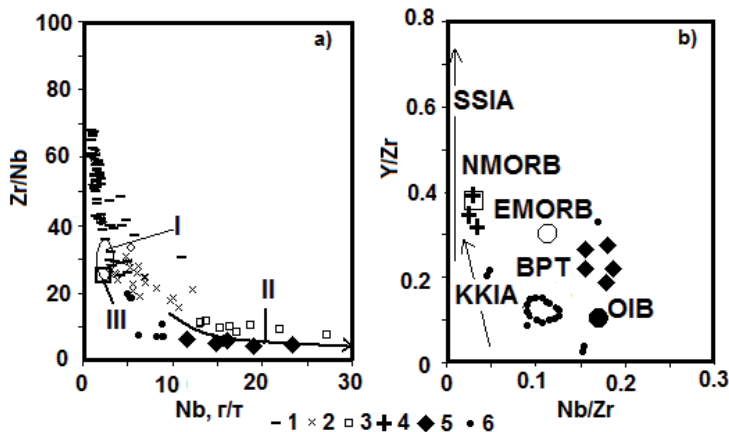 100
a)
80
60
40
20
0
I
II
III
Zr/Nb
0
10
20
30
Nb, г/т
0.8
b)
0.6
0.4
0.2
0
SSIA
NMORB
EMORB
BPT
KKIA
OIB
Y/Zr
0
0.1
0.2
0.3
Nb/Zr
1 2 3 4 5 6